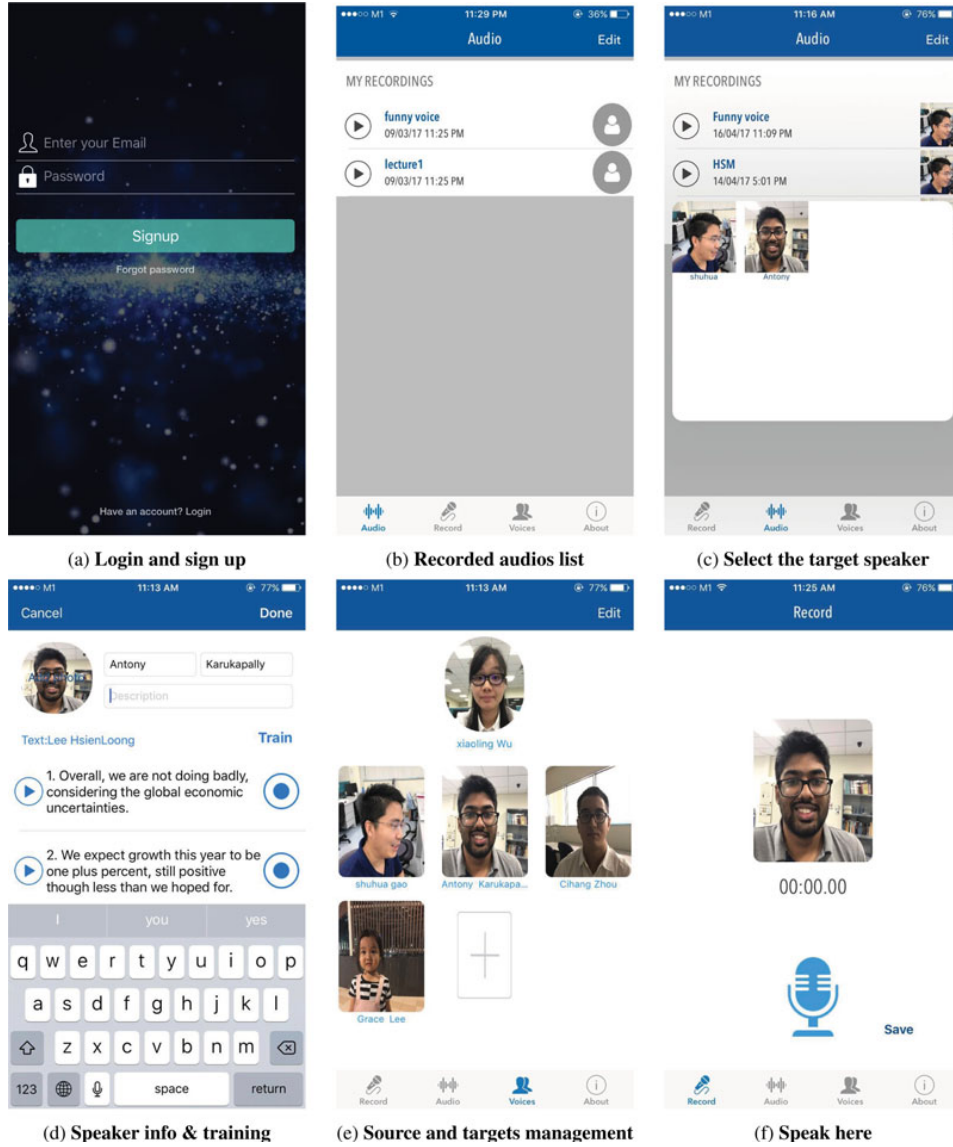 Enter your Email
Password
Signup
Forgot password
Have an account? Login
(a) Login and sign up
M1 11:29 PM 36%
Audio Edit
MY RECORDINGS
funny voice
09/03/17 11:25 PM
lecture1
09/03/17 11:25 PM
Audio Record Voices About
(b) Recorded audios list
M1 11:16 AM 76%
Audio Edit
MY RECORDINGS
Funny voice
16/04/17 11:09 PM
HSM
14/04/17 5:01 PM
shuhua Antony
Record Audio Voices About
(c) Select the target speaker
M1 11:13 AM 77%
Cancel Done
Antony Karukapally
Description
Text:Lee HsienLoong Train
1. Overall, we are not doing badly,
considering the global economic
uncertainties.
2. We expect growth this year to be
one plus percent, still positive
though less than we hoped for.
I you yes
q w e r t y u i o p
a s d f g h j k l
z x c v b n m
123 space return
(d) Speaker info & training
M1 11:13 AM 77%
Edit
xiaoling Wu
shuhua gao Antony Karukapa... Cihang Zhou
Grace Lee
Record Audio Voices About
(e) Source and targets management
M1 11:25 AM 76%
Record
00:00.00
Save
Record Audio Voices About
(f) Speak here